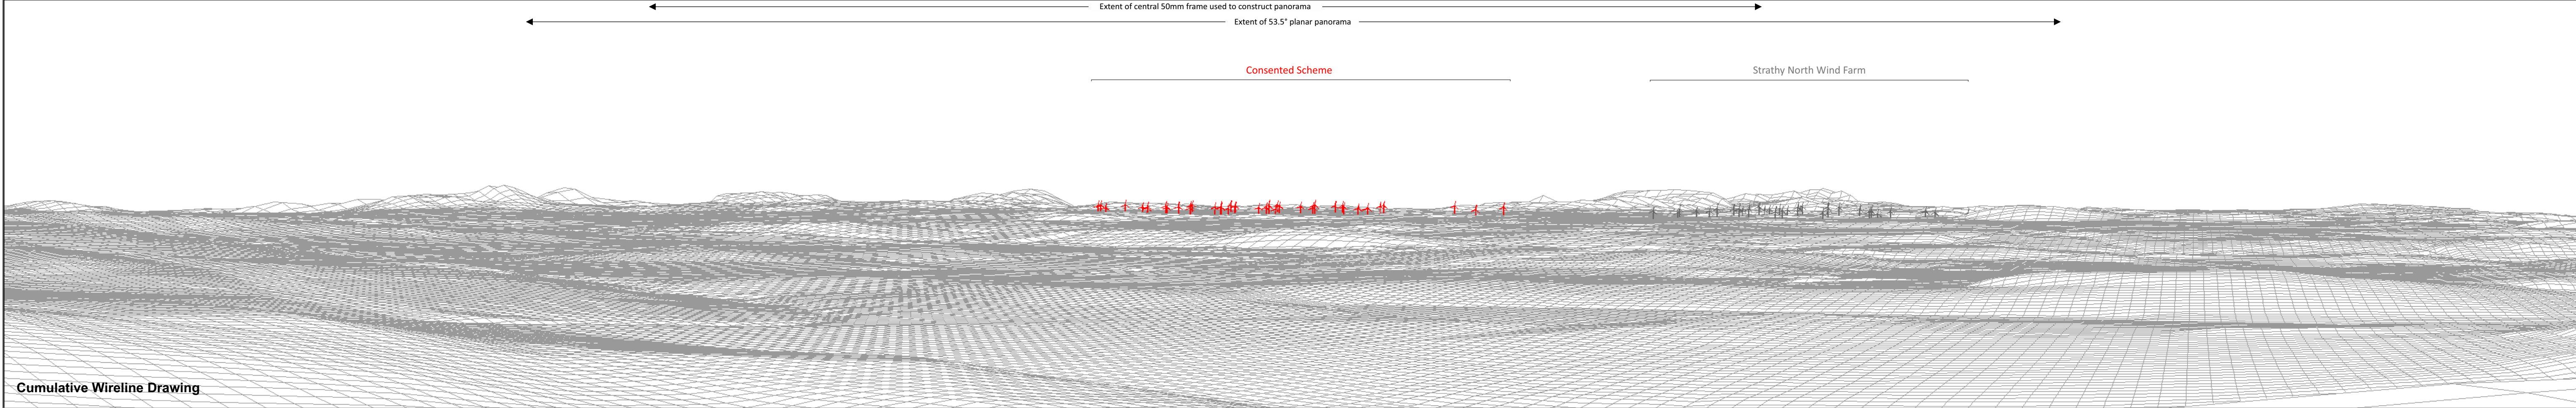 Extent of central 50mm frame used to construct panorama
Extent of 53.5° planar panorama
Consented Scheme
Strathy North Wind Farm
Cumulative Wireline Drawing